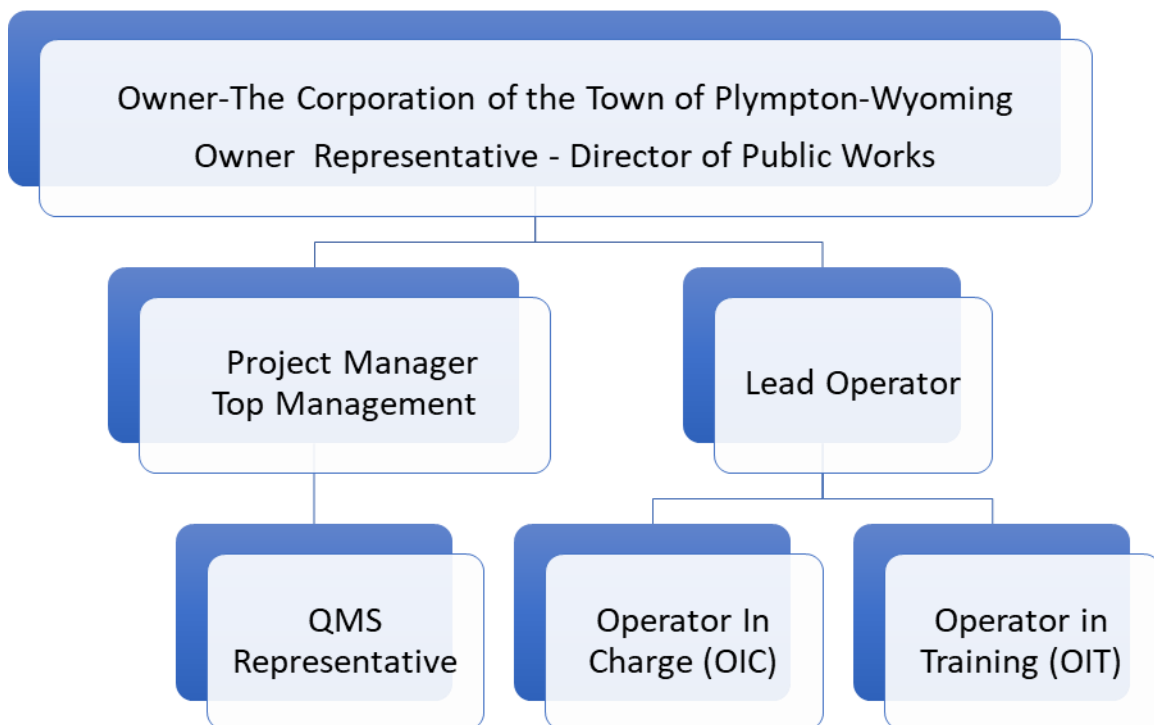 Owner-The Corporation of the Town of Plympton-Wyoming
Owner Representative - Director of Public Works
Project Manager
Top Management
Lead Operator
QMS
Representative
Operator In
Charge (OIC)
Operator in
Training (OIT)